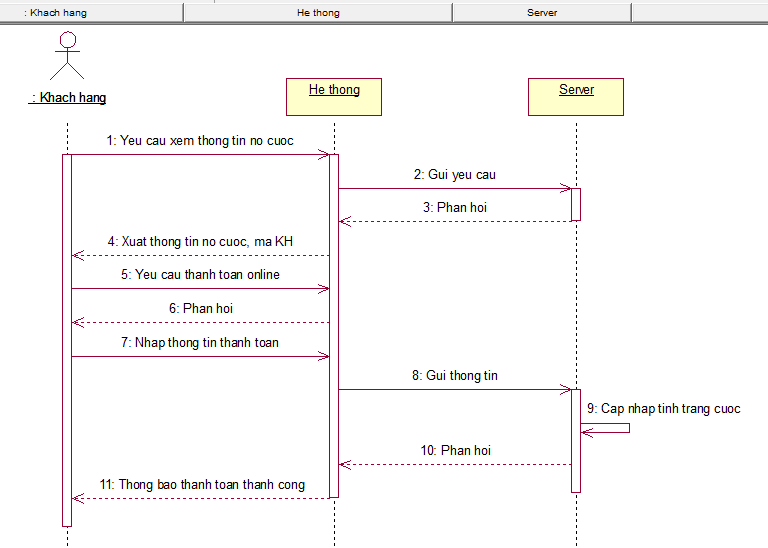 : Khach hang
He thong
Server
: Khach hang
He thong
Server
1: Yeu cau xem thong tin no cuoc
2: Gui yeu cau
3: Phan hoi
4: Xuat thong tin no cuoc, ma KH
5: Yeu cau thanh toan online
6: Phan hoi
7: Nhap thong tin thanh toan
8: Gui thong tin
9: Cap nhap tinh trang cuoc
10: Phan hoi
11: Thong bao thanh toan thanh cong